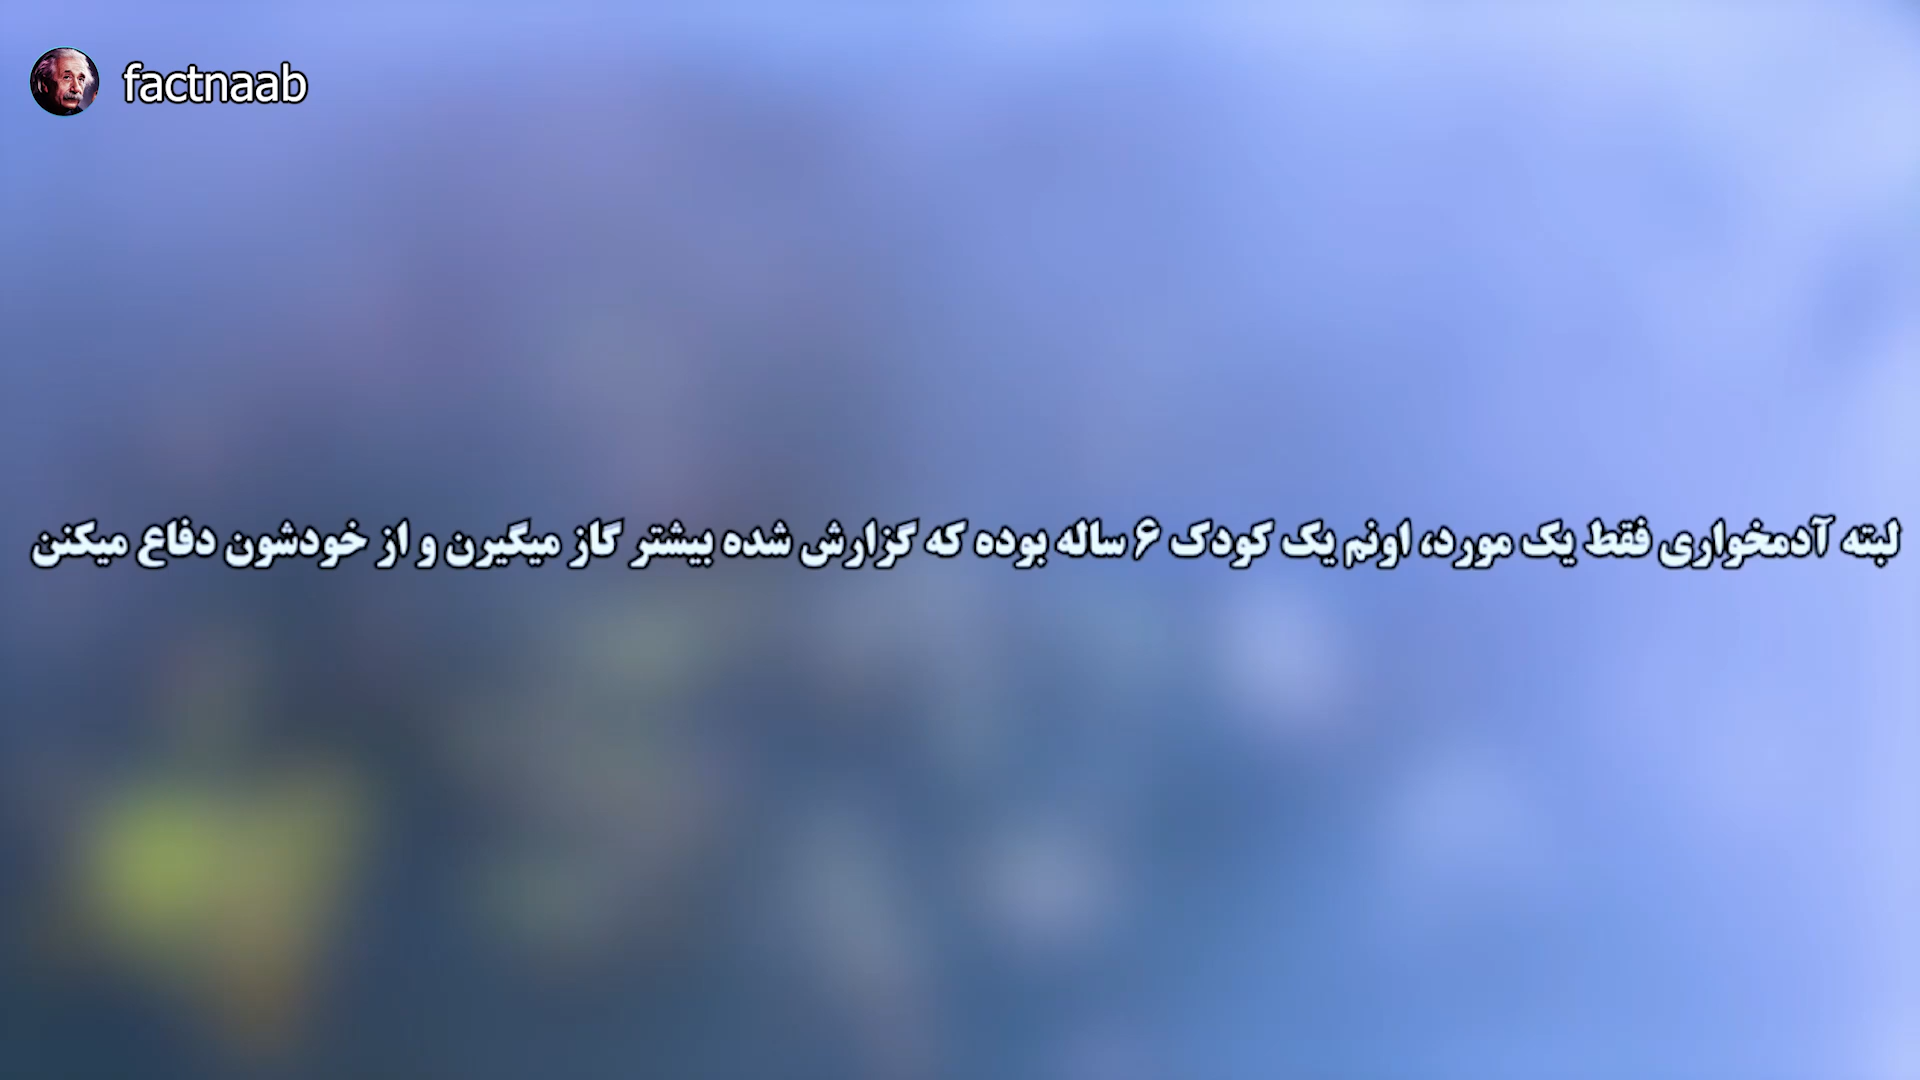 factnaab
لبته آدمخواری فقط یک مورد، اونم یک کودک ۶ ساله بوده که گزارش شده بیشتر گاز میگیرن و از خودشون دفاع میکنن